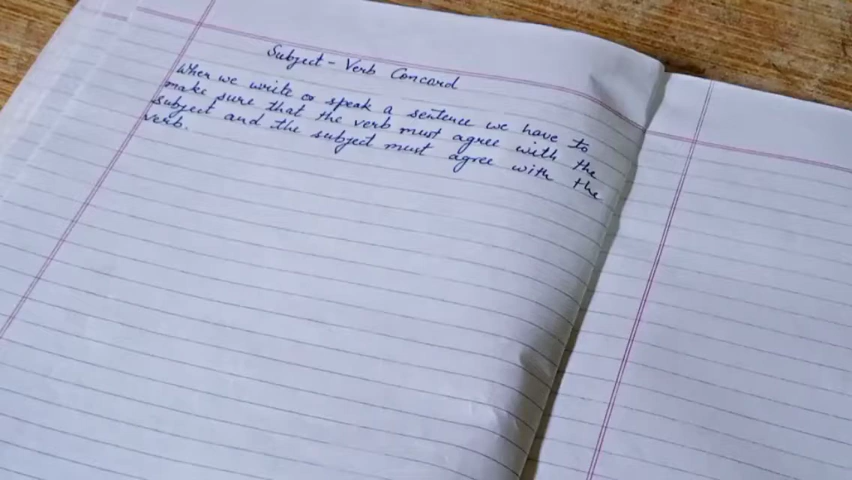 Subject - Verb Concord
When we write or speak a sentence we have to
make sure that the verb must agree with the
subject and the subject must agree with the
verb.